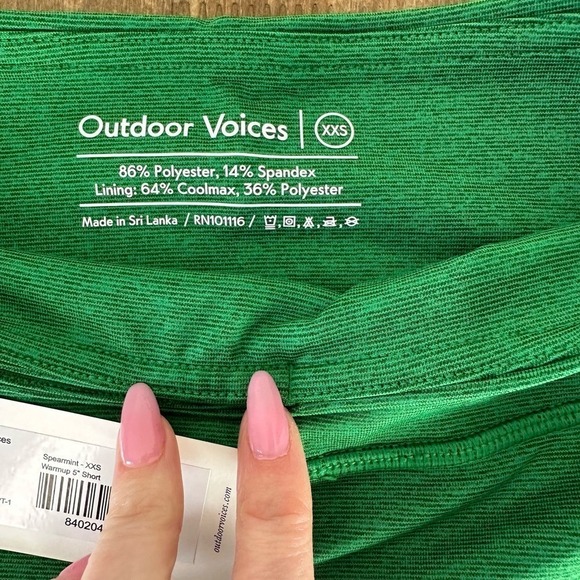 Outdoor Voices | XXS
86% Polyester, 14% Spandex
Lining: 64% Coolmax, 36% Polyester
Made in Sri Lanka / RN101116 /
Spearmint - XXS
Warmup 5" Short
840204
outdoorvoices.com